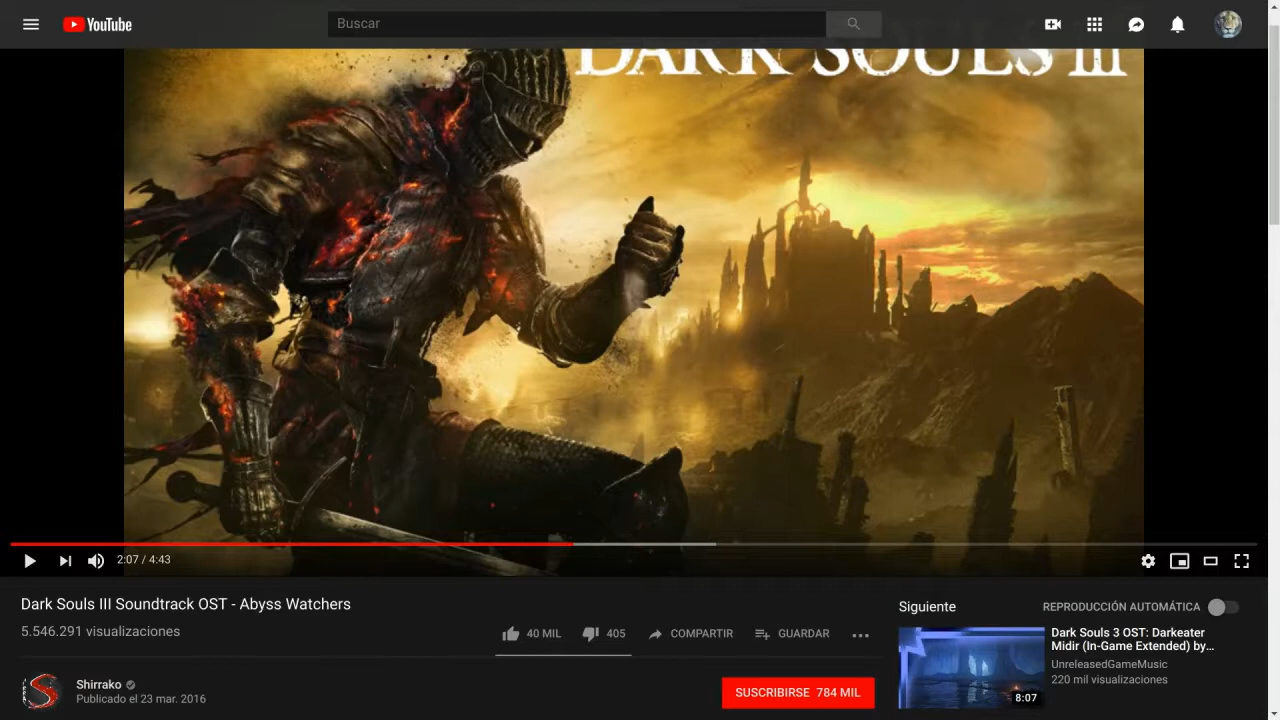 YouTube
Buscar
DARK SOULS III
2:07 / 4:43
Dark Souls III Soundtrack OST - Abyss Watchers
5.546.291 visualizaciones
40 MIL
405
COMPARTIR
GUARDAR
Shirrako
Publicado el 23 mar. 2016
SUSCRIBIRSE 784 MIL
Siguiente
REPRODUCCIÓN AUTOMÁTICA
8:07
Dark Souls 3 OST: Darkeater
Midir (In-Game Extended) by...
UnreleasedGameMusic
220 mil visualizaciones